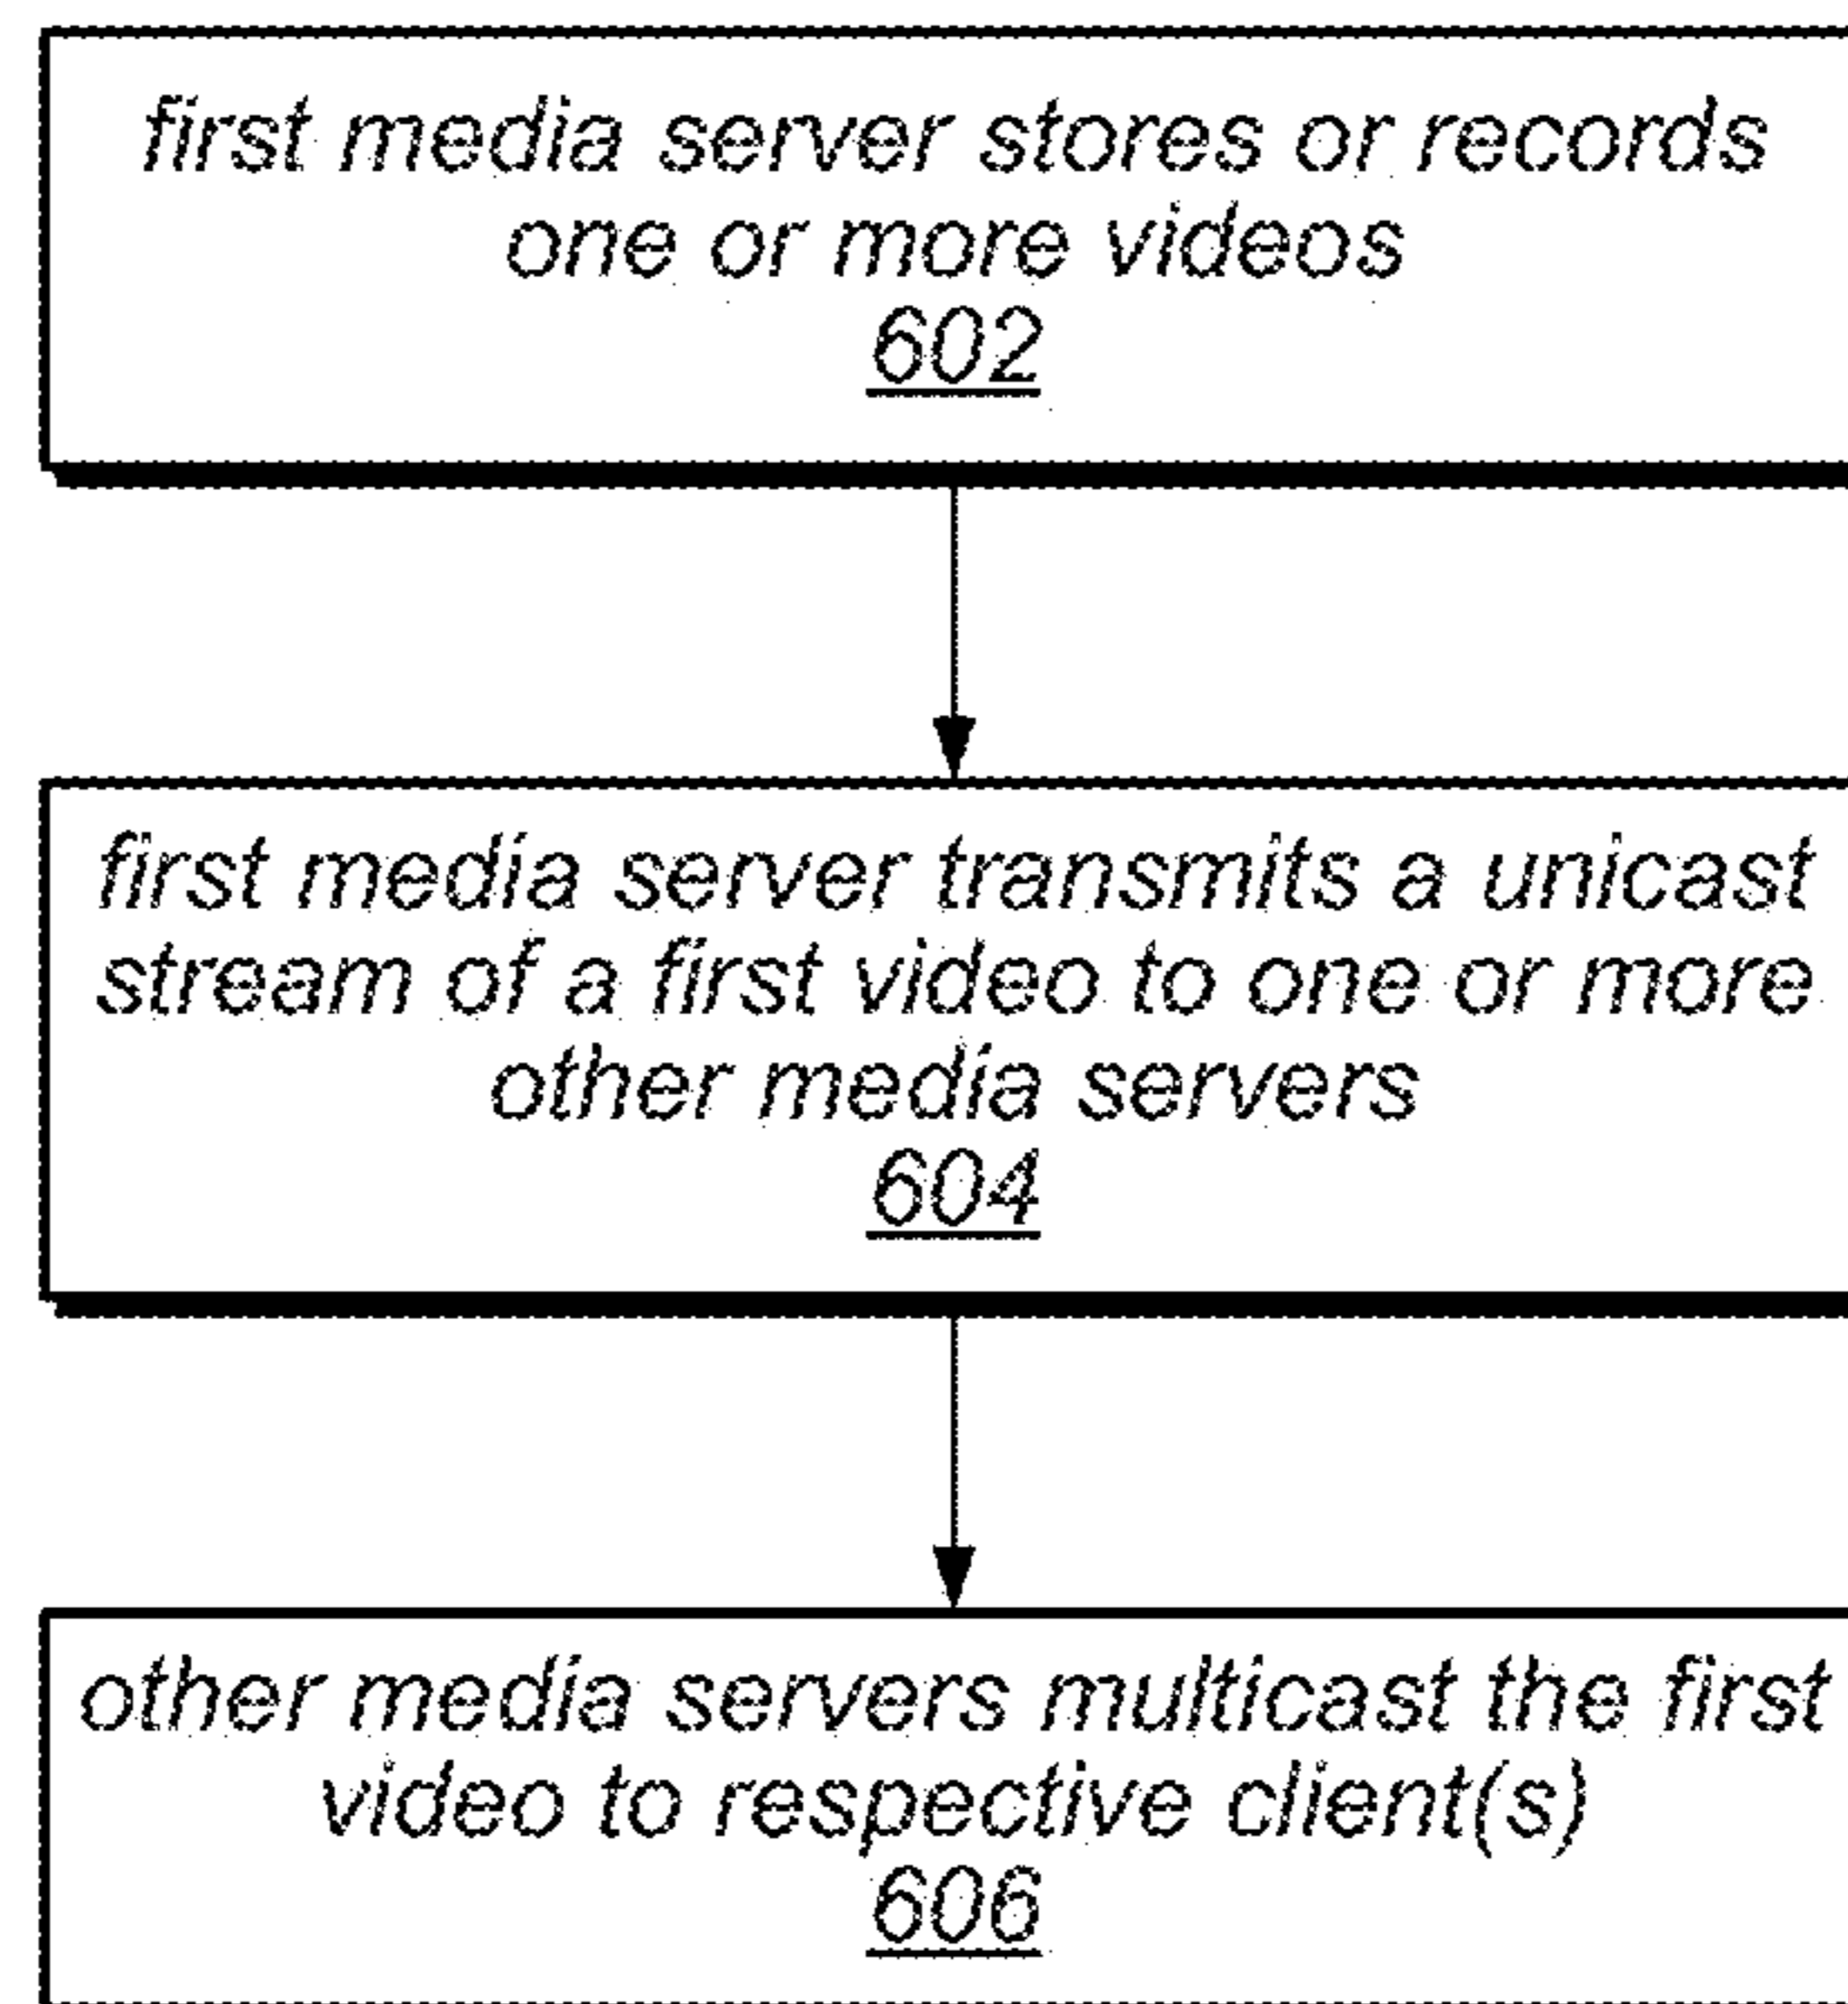 first media server stores or records
one or more videos
602
first media server transmits a unicast
stream of a first video to one or more
other media servers
604
other media servers multicast the first
video to respective client(s)
606